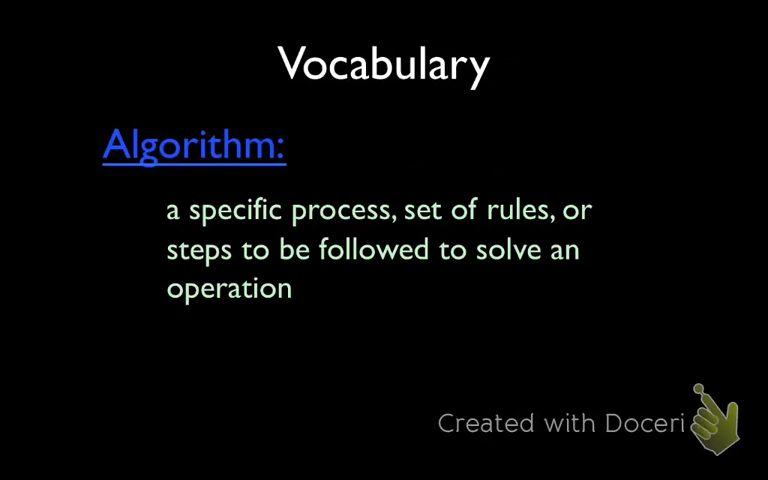 Vocabulary
Algorithm:
a specific process, set of rules, or
steps to be followed to solve an
operation
Created with Doceri